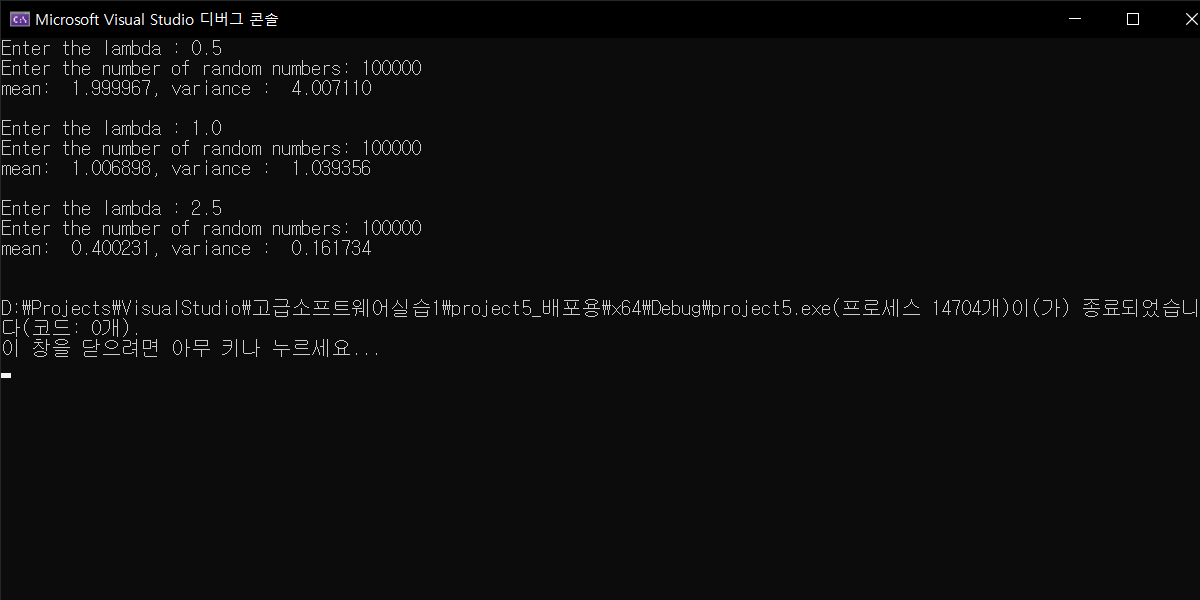 Microsoft Visual Studio 디버그 콘솔
Enter the lambda : 0.5
Enter the number of random numbers: 100000
mean:  1.999967, variance :  4.007110
Enter the lambda : 1.0
Enter the number of random numbers: 100000
mean:  1.006898, variance :  1.039356
Enter the lambda : 2.5
Enter the number of random numbers: 100000
mean:  0.400231, variance :  0.161734
D:₩Projects₩VisualStudio₩고급소프트웨어실습1₩project5_배포용₩x64₩Debug₩project5.exe(프로세스 14704개)이(가) 종료되었습니
다(코드: 0개).
이 창을 닫으려면 아무 키나 누르세요...